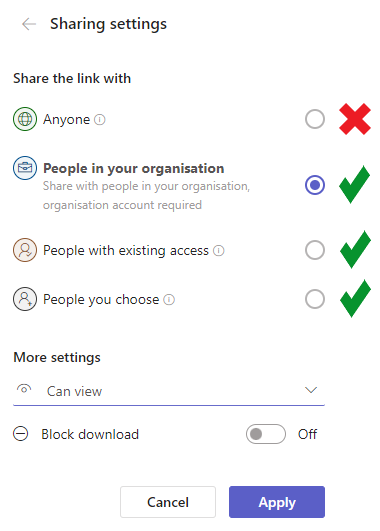 Sharing settings
Share the link with
Anyone
People in your organisation
Share with people in your organisation,
organisation account required
People with existing access
People you choose
More settings
Can view
Block download Off
Cancel Apply